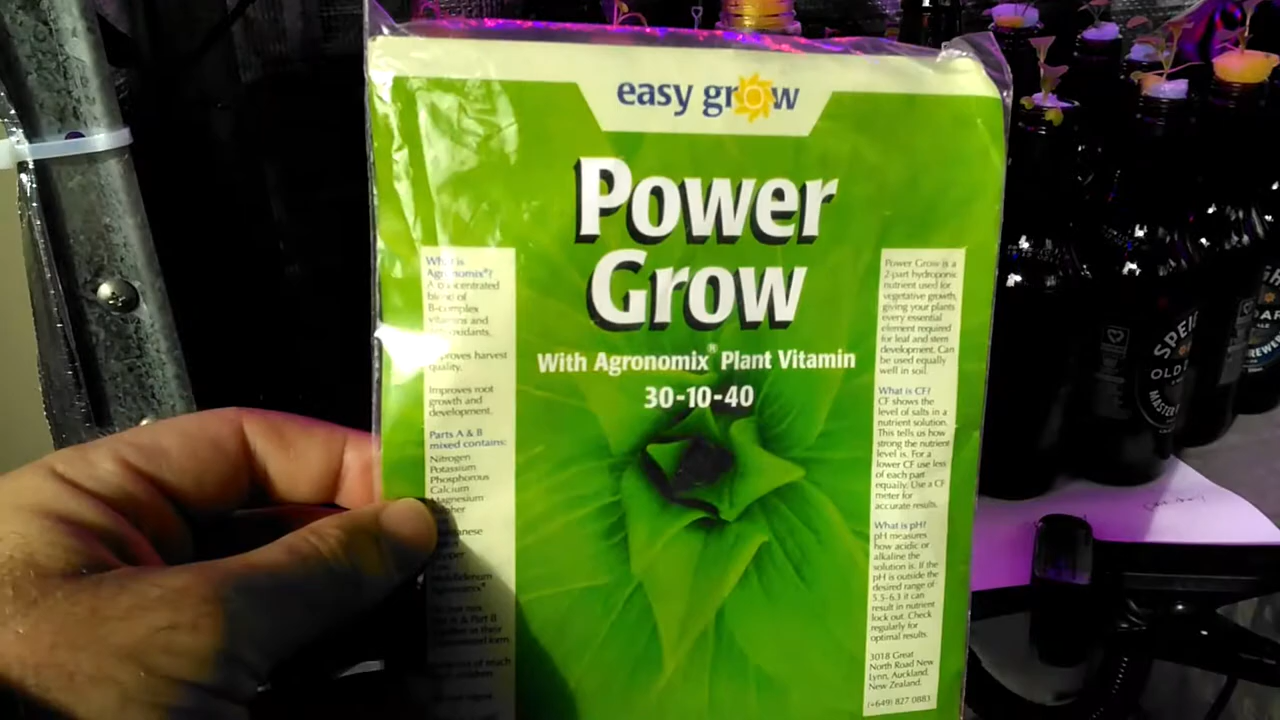 easy grow
Power
Grow
With Agronomix® Plant Vitamin
30-10-40
What is
Agronomix®?
A concentrated
blend of
B-complex
vitamins and
quality.
Improves root
growth and
development.
Parts A & B
mixed contains:
Nitrogen
Potassium
Phosphorous
Calcium
Magnesium
Power Grow is a
2-part hydroponic
nutrient used for
vegetative growth,
giving your plants
every essential
element required
for leaf and stem
development. Can
be used equally
well in soil.
What is CF?
CF shows the
level of salts in a
nutrient solution.
This tells us how
strong the nutrient
level is. For a
lower CF use less
of each part
equally. Use a CF
meter for
accurate results.
What is pH?
pH measures
how acidic or
alkaline the
solution is. If the
pH is outside the
desired range of
5.5-6.3 it can
result in nutrient
lock out. Check
regularly for
optimal results.
3018 Great
North Road New
Lynn, Auckland,
New Zealand.
(+649) 827 0883
OLD